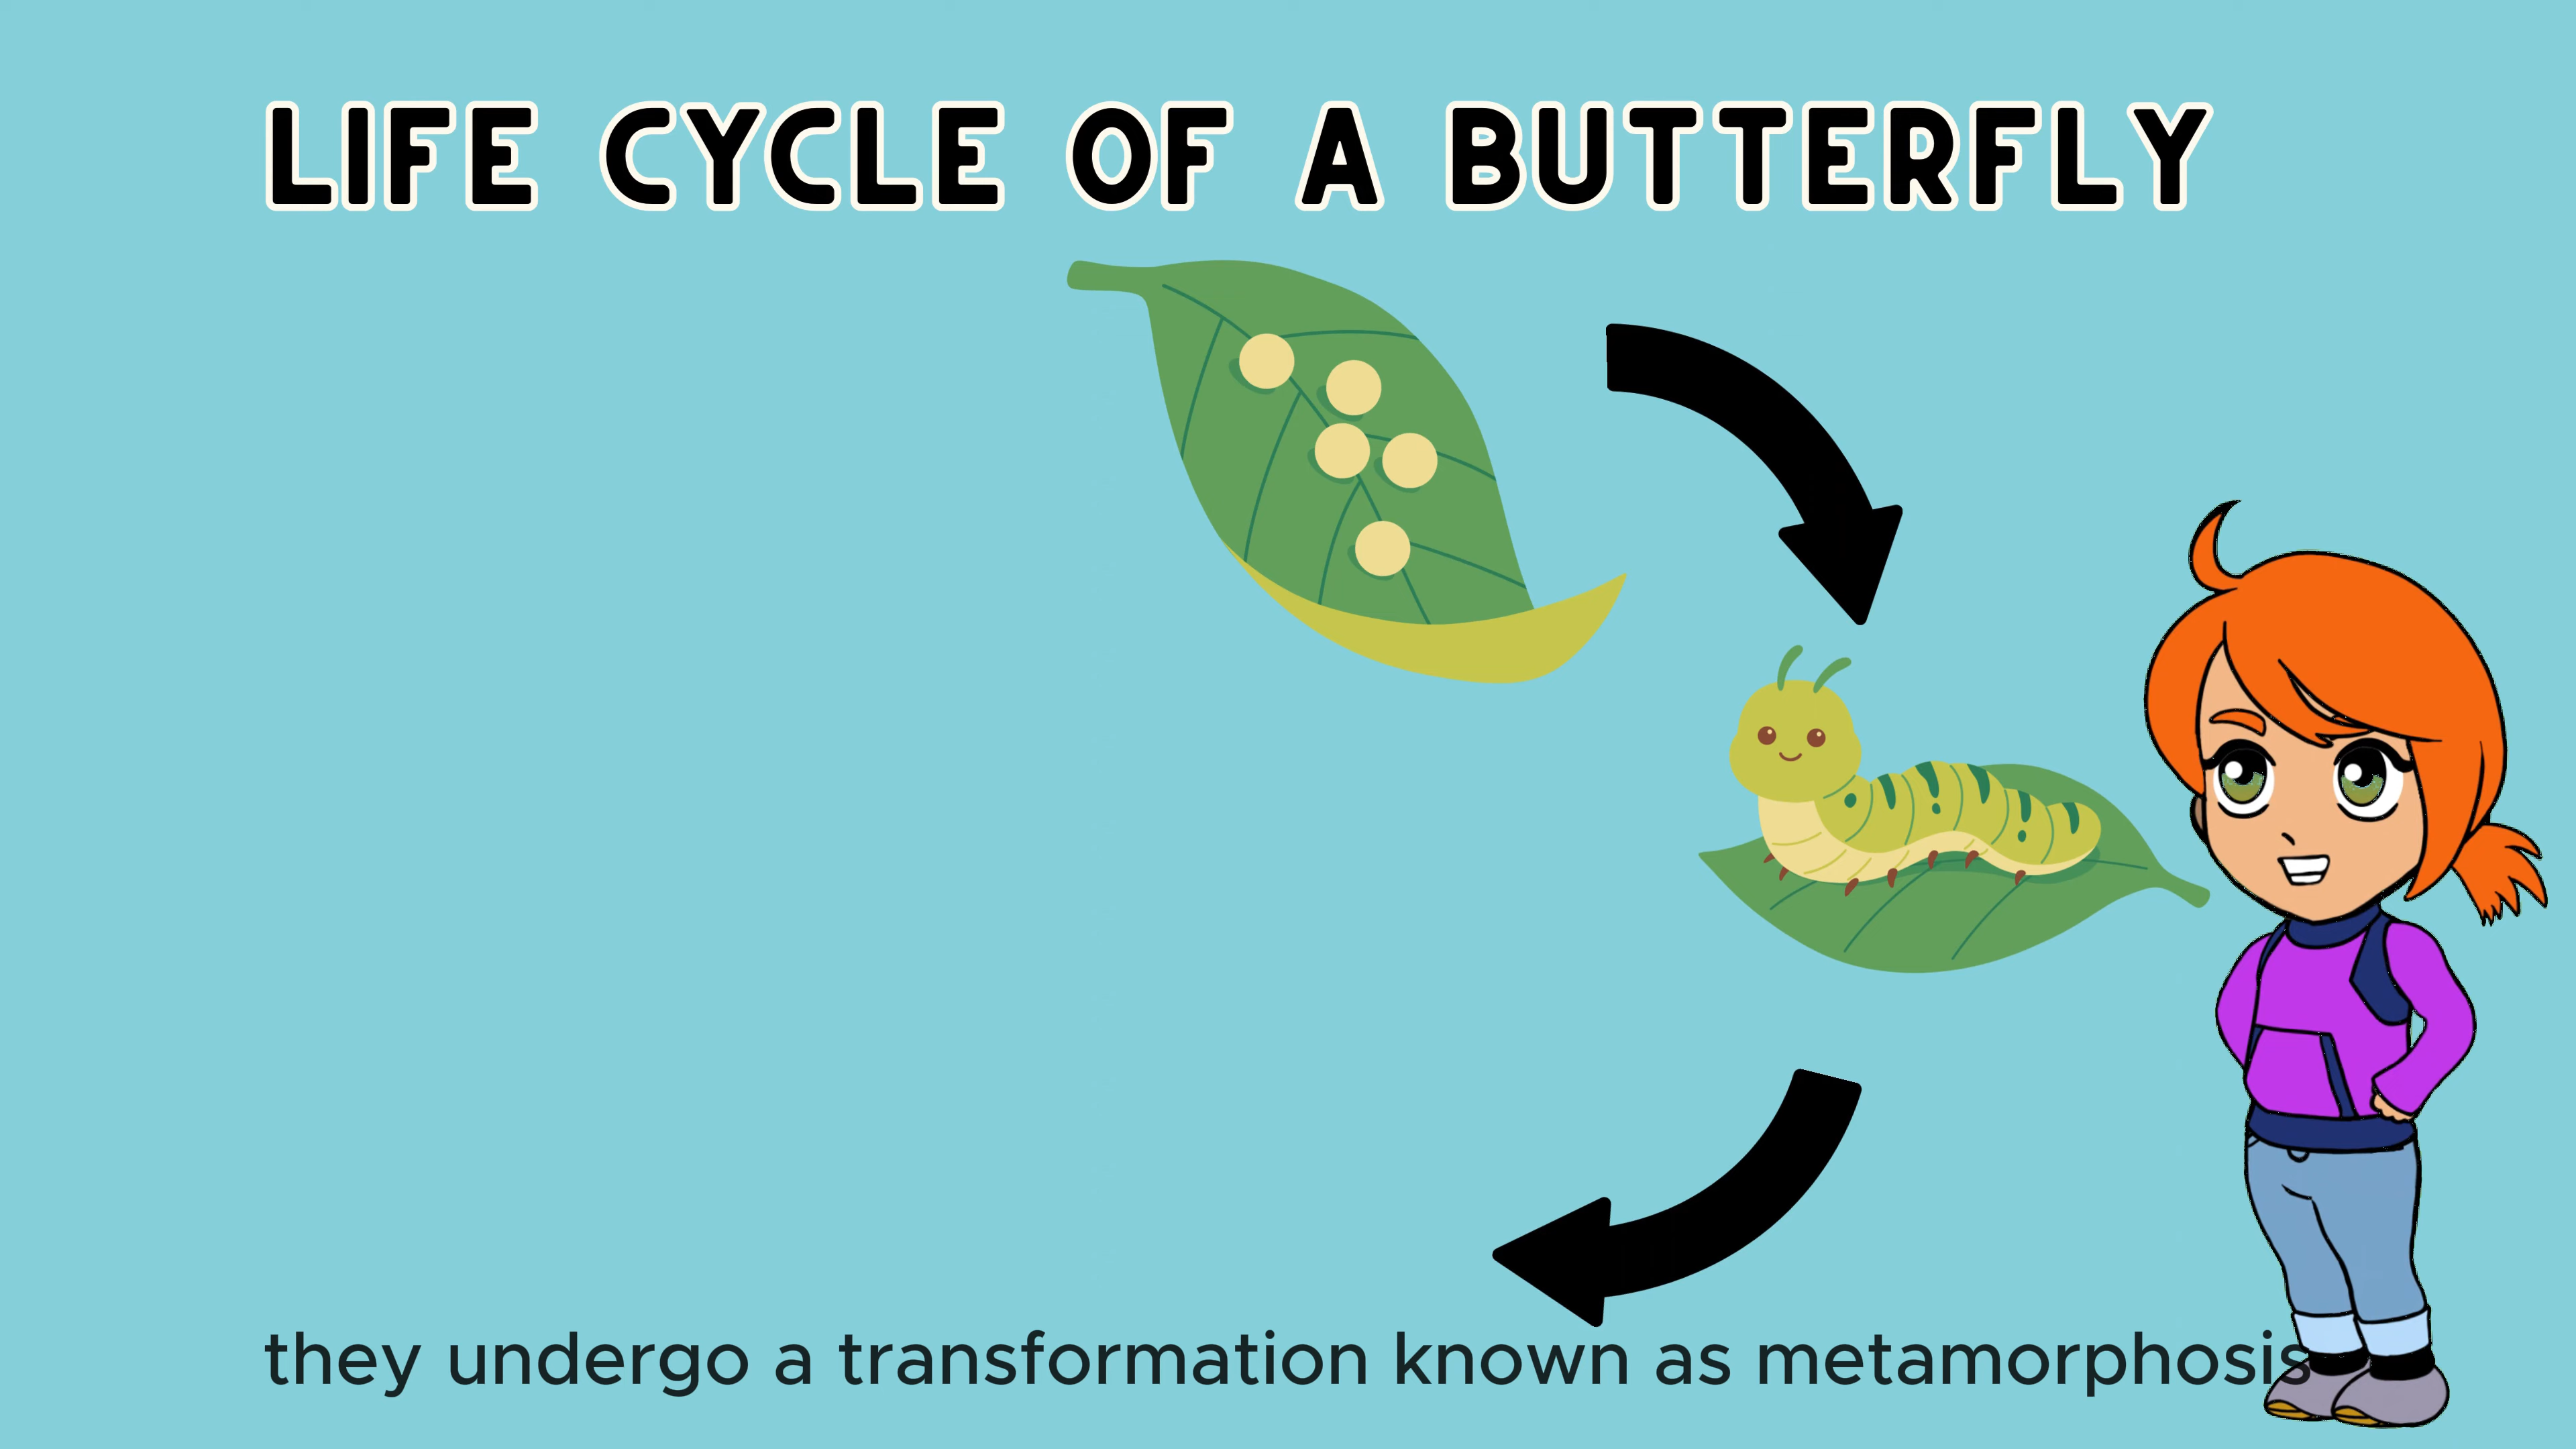 LIFE CYCLE OF A BUTTERFLY
they undergo a transformation known as metamorphosis